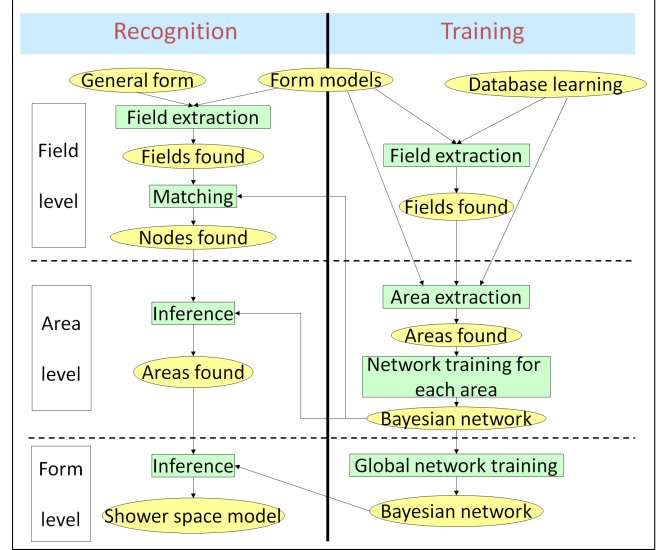 Recognition
Training
General form
Form models
Database learning
Field extraction
Field
level
Fields found
Matching
Nodes found
Field extraction
Fields found
Area
level
Inference
Areas found
Area extraction
Areas found
Network training for
each area
Bayesian network
Form
level
Inference
Shower space model
Global network training
Bayesian network